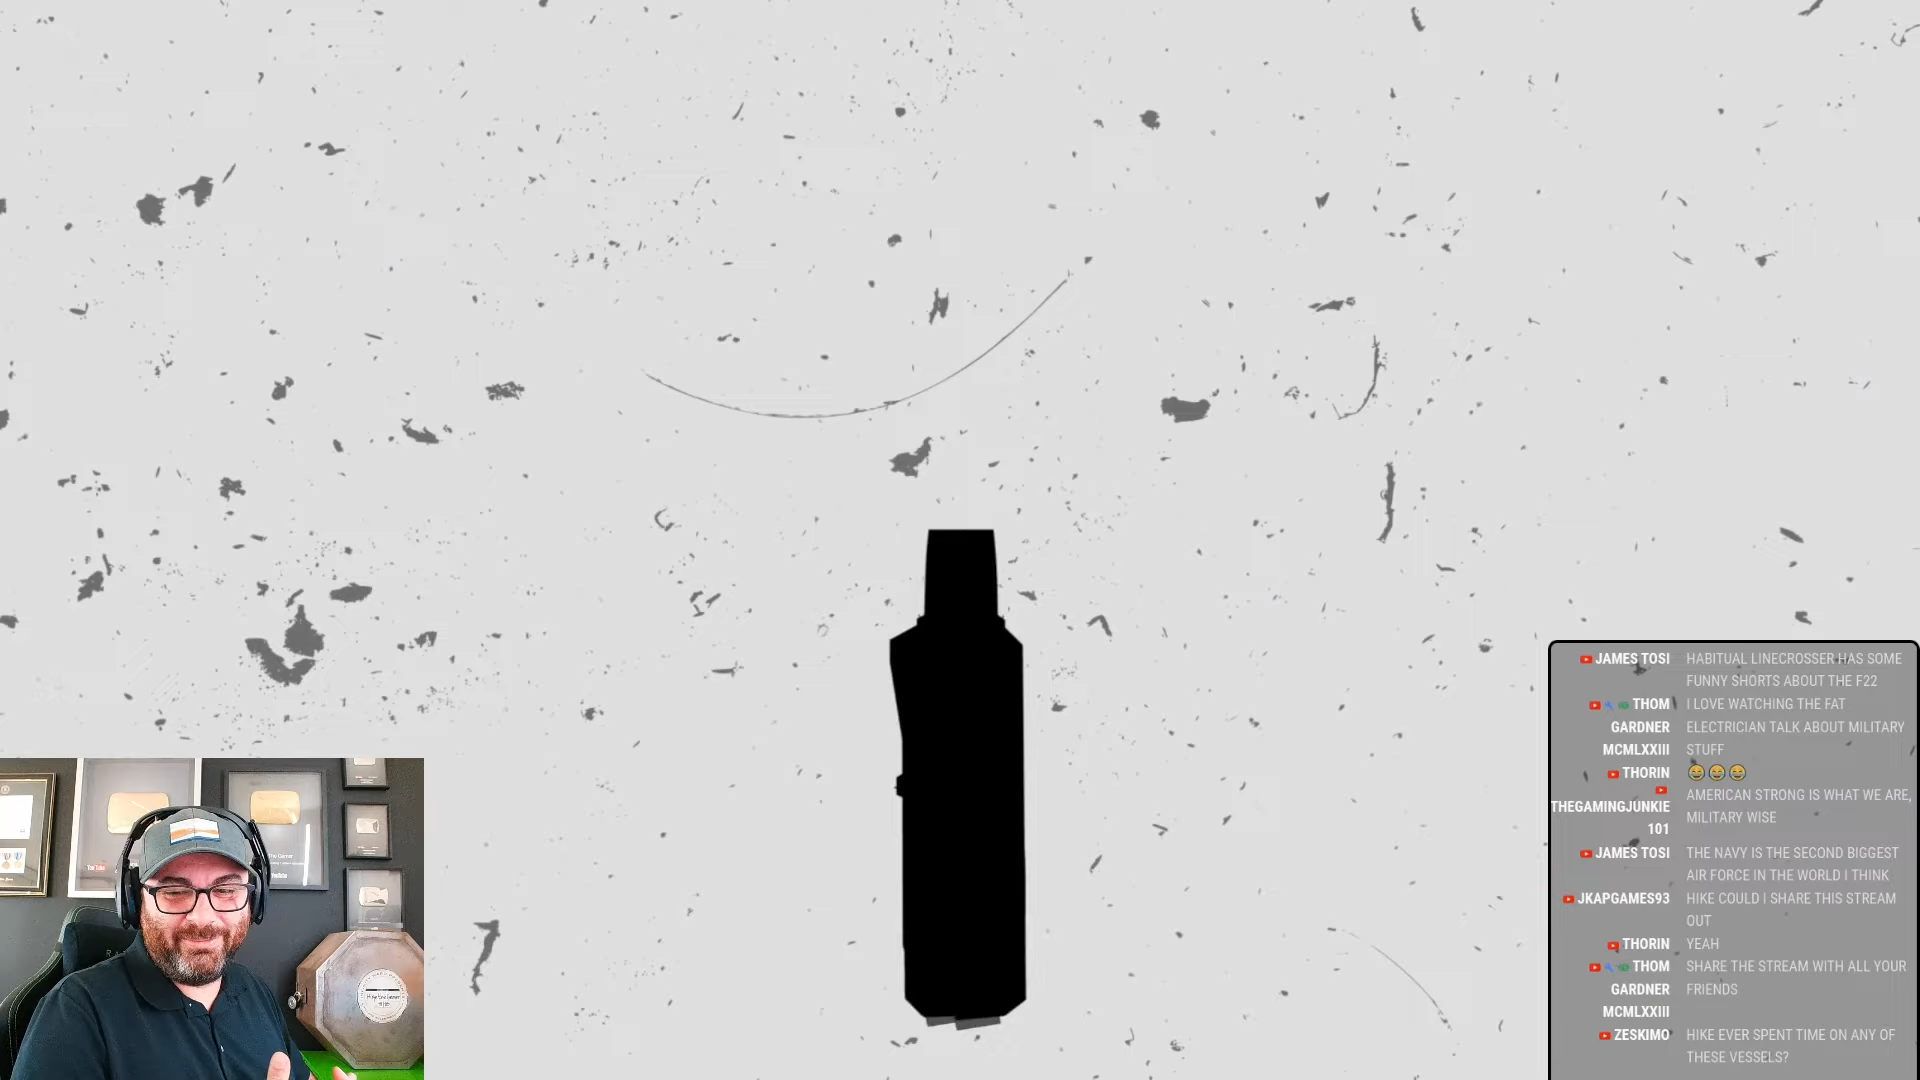 JAMES TOSI HABITUAL LINECROSSER HAS SOME
FUNNY SHORTS ABOUT THE F22
THOM I LOVE WATCHING THE FAT
GARDNER ELECTRICIAN TALK ABOUT MILITARY
MCMLXXIII STUFF
THORIN 😂😂😂
THEGAMINGJUNKIE AMERICAN STRONG IS WHAT WE ARE,
101 MILITARY WISE
JAMES TOSI THE NAVY IS THE SECOND BIGGEST
AIR FORCE IN THE WORLD I THINK
JKAPGAMES93 HIKE COULD I SHARE THIS STREAM
OUT
THORIN YEAH
THOM SHARE THE STREAM WITH ALL YOUR
GARDNER FRIENDS
MCMLXXIII
ZESKIMO HIKE EVER SPENT TIME ON ANY OF
THESE VESSELS?